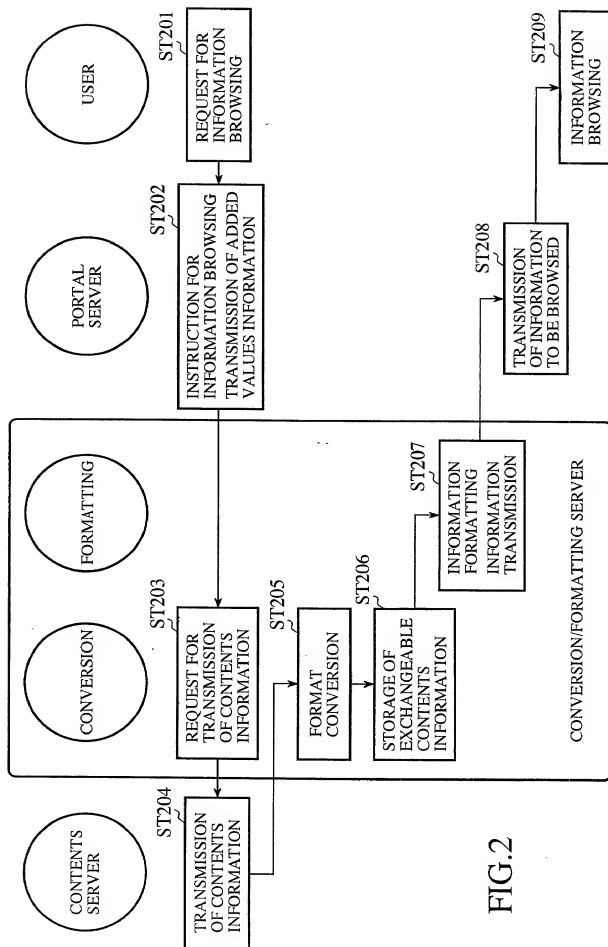 CONTENTS
SERVER
CONVERSION
FORMATTING
PORTAL
SERVER
USER
ST201
REQUEST FOR
INFORMATION
BROWSING
ST202
INSTRUCTION FOR
INFORMATION BROWSING
TRANSMISSION OF ADDED
VALUES INFORMATION
ST203
REQUEST FOR
TRANSMISSION
OF CONTENTS
INFORMATION
ST204
TRANSMISSION
OF CONTENTS
INFORMATION
ST205
FORMAT
CONVERSION
ST206
STORAGE OF
EXCHANGEABLE
CONTENTS
INFORMATION
ST207
INFORMATION
FORMATTING
INFORMATION
TRANSMISSION
ST208
TRANSMISSION
OF INFORMATION
TO BE BROWSED
ST209
INFORMATION
BROWSING
CONVERSION/FORMATTING SERVER
FIG.2